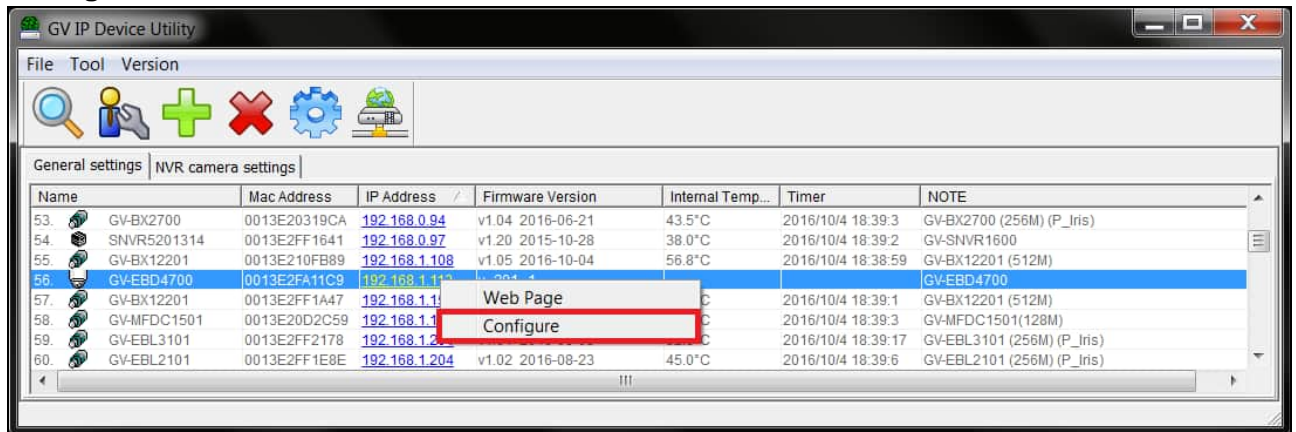 GV IP Device Utility
File Tool Version
General settings NVR camera settings
Name Mac Address IP Address Firmware Version Internal Temp... Timer NOTE
53. GV-BX2700 0013E20319CA 192.168.0.94 v1.04 2016-06-21 43.5°C 2016/10/4 18:39:3 GV-BX2700 (256M) (P_Iris)
54. SNVR5201314 0013E2FF1641 192.168.0.97 v1.20 2015-10-28 38.0°C 2016/10/4 18:39:2 GV-SNVR1600
55. GV-BX12201 0013E210FB89 192.168.1.108 v1.05 2016-10-04 56.8°C 2016/10/4 18:38:59 GV-BX12201 (512M)
56. GV-EBD4700 0013E2FA11C9 GV-EBD4700
57. GV-BX12201 0013E2FF1A47 2016/10/4 18:39:1 GV-BX12201 (512M)
Web Page
58. GV-MFDC1501 0013E20D2C59 2016/10/4 18:39:3 GV-MFDC1501(128M)
Configure
59. GV-EBL3101 0013E2FF2178 2016/10/4 18:39:17 GV-EBL3101 (256M) (P_Iris)
60. GV-EBL2101 0013E2FF1E8E 192.168.1.204 v1.02 2016-08-23 45.0°C 2016/10/4 18:39:6 GV-EBL2101 (256M) (P_Iris)